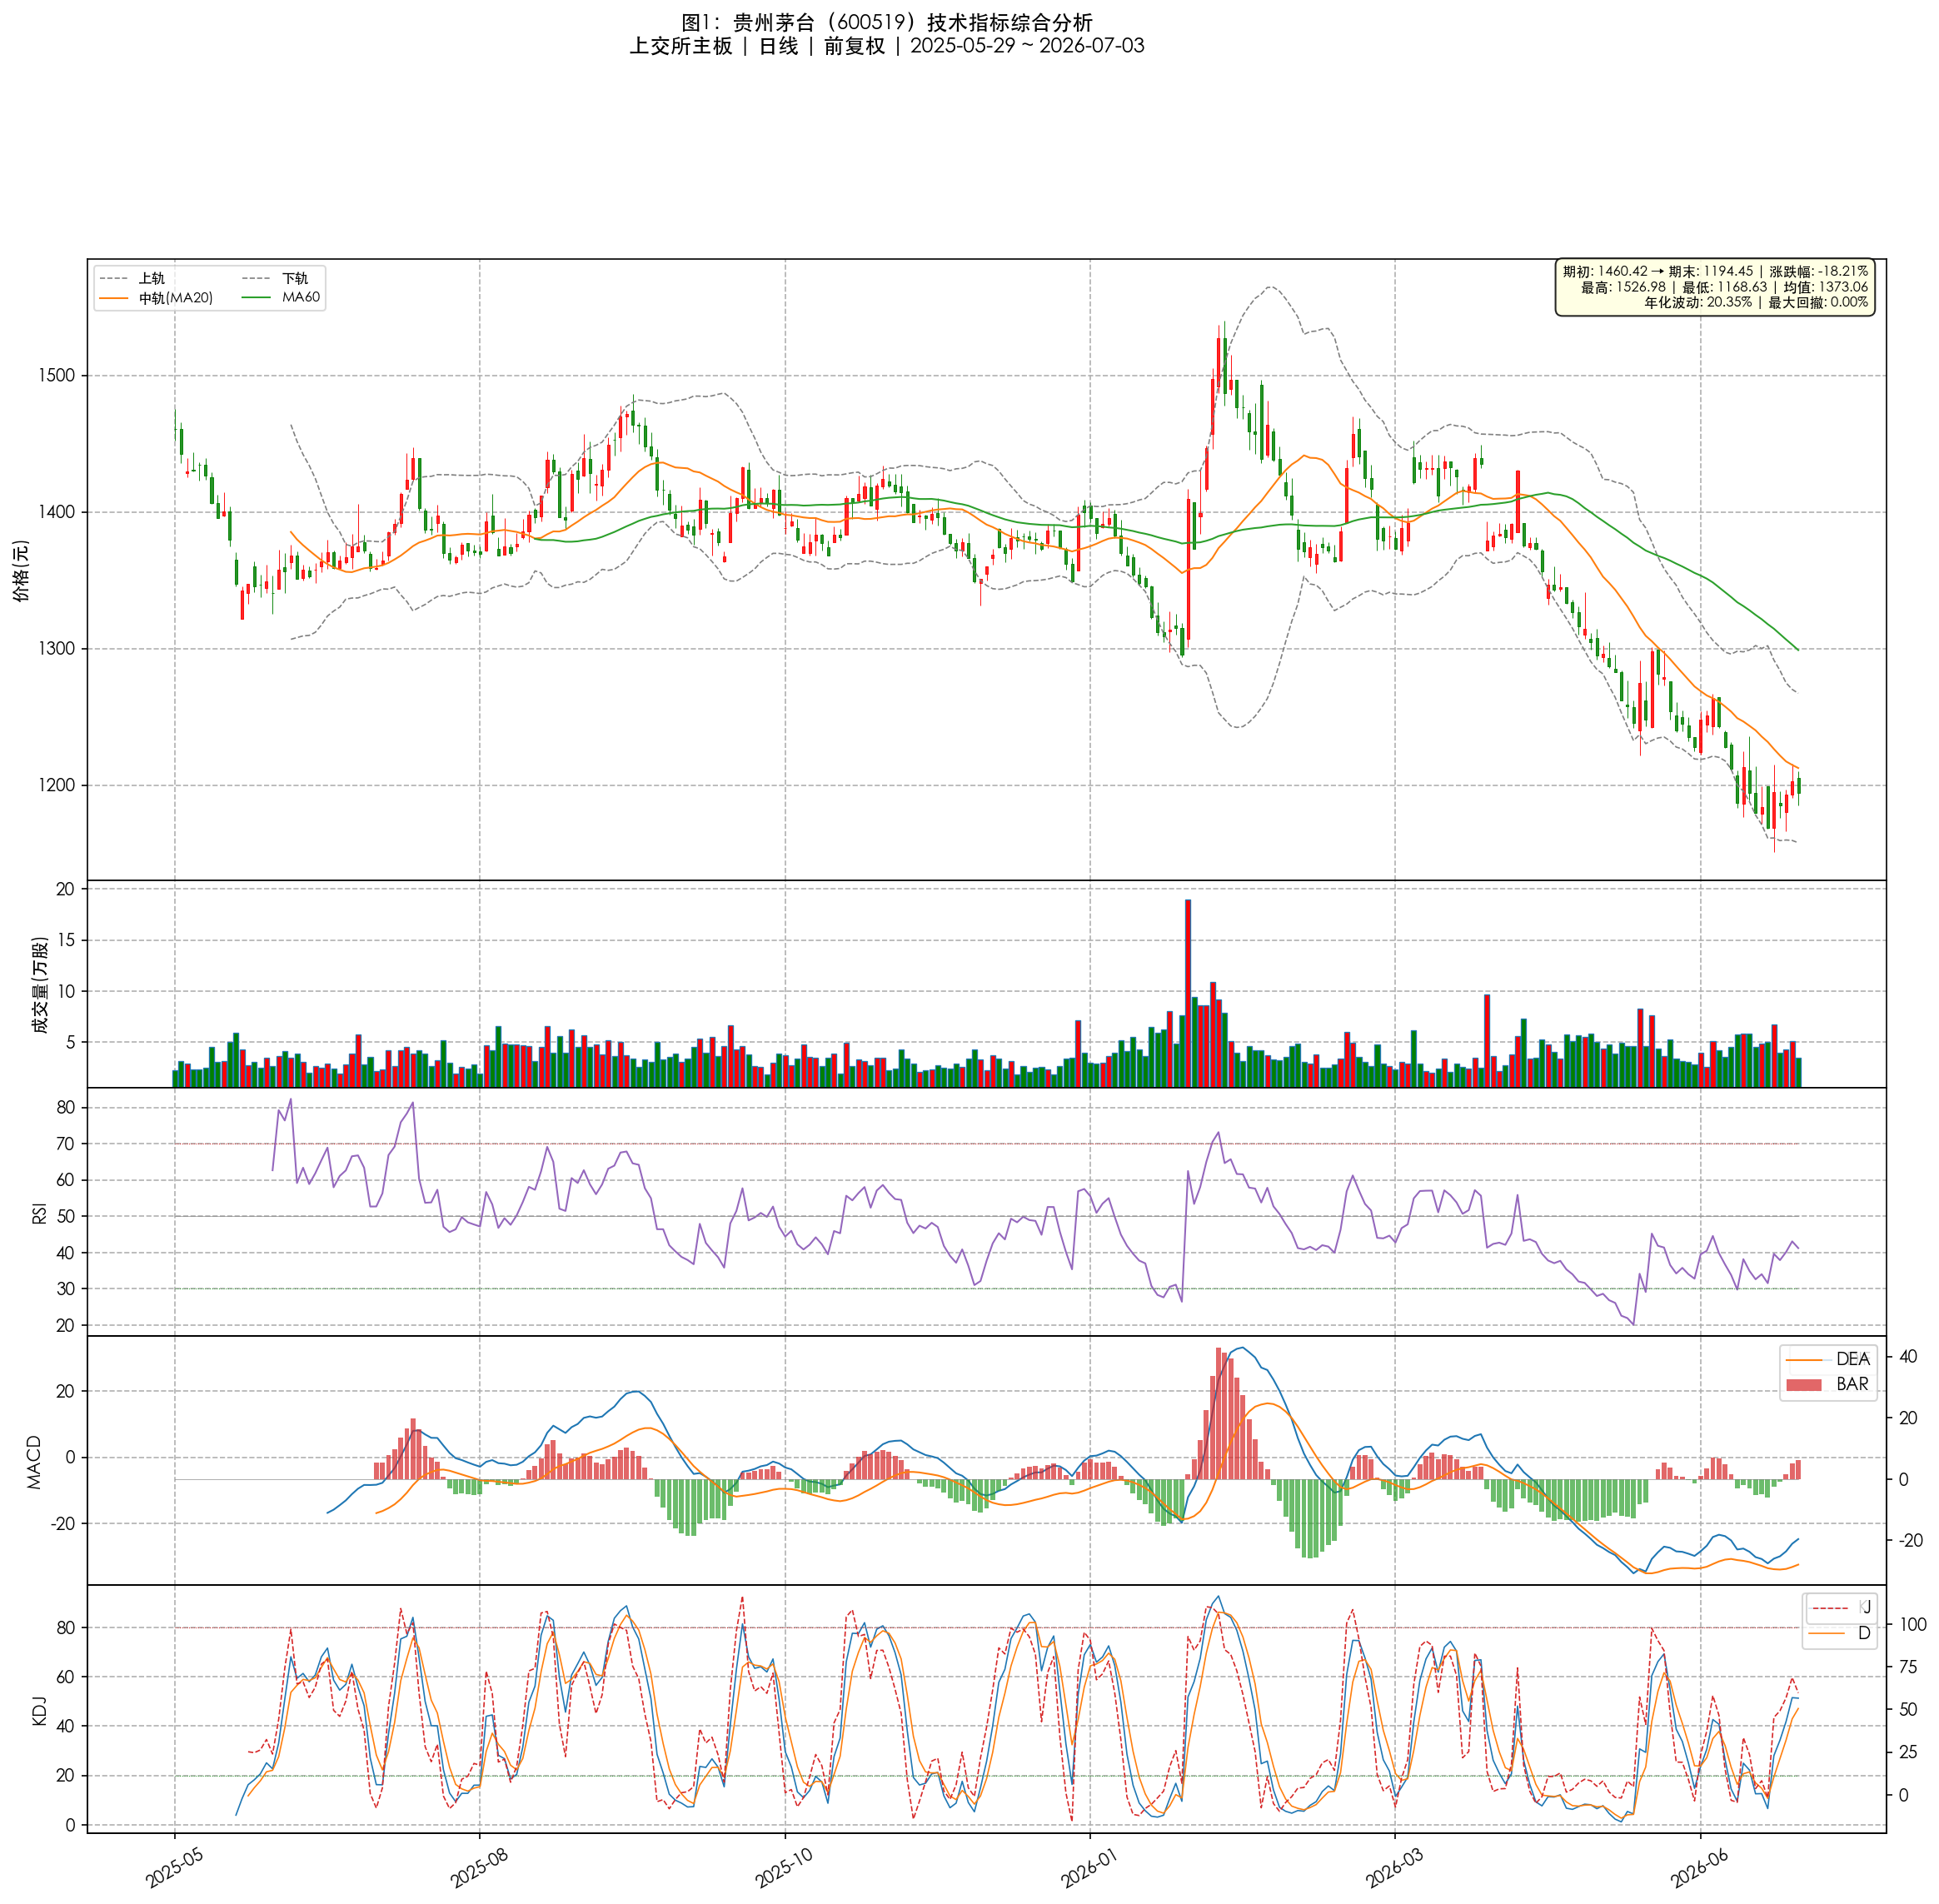 图1：贵州茅台（600519）技术指标综合分析
上交所主板 | 日线 | 前复权 | 2025-05-29 ~ 2026-07-03
上轨
下轨
中轨(MA20)
MA60
期初: 1460.42 → 期末: 1194.45 | 涨跌幅: -18.21%
最高: 1526.98 | 最低: 1168.63 | 均值: 1373.06
年化波动: 20.35% | 最大回撤: 0.00%
价格(元)
1500
1400
1300
1200
成交量(万股)
20
15
10
5
RSI
80
70
60
50
40
30
20
MACD
20
0
-20
DEA
BAR
40
20
0
-20
KDJ
80
60
40
20
0
J
D
100
75
50
25
0
2025-05
2025-08
2025-10
2026-01
2026-03
2026-06